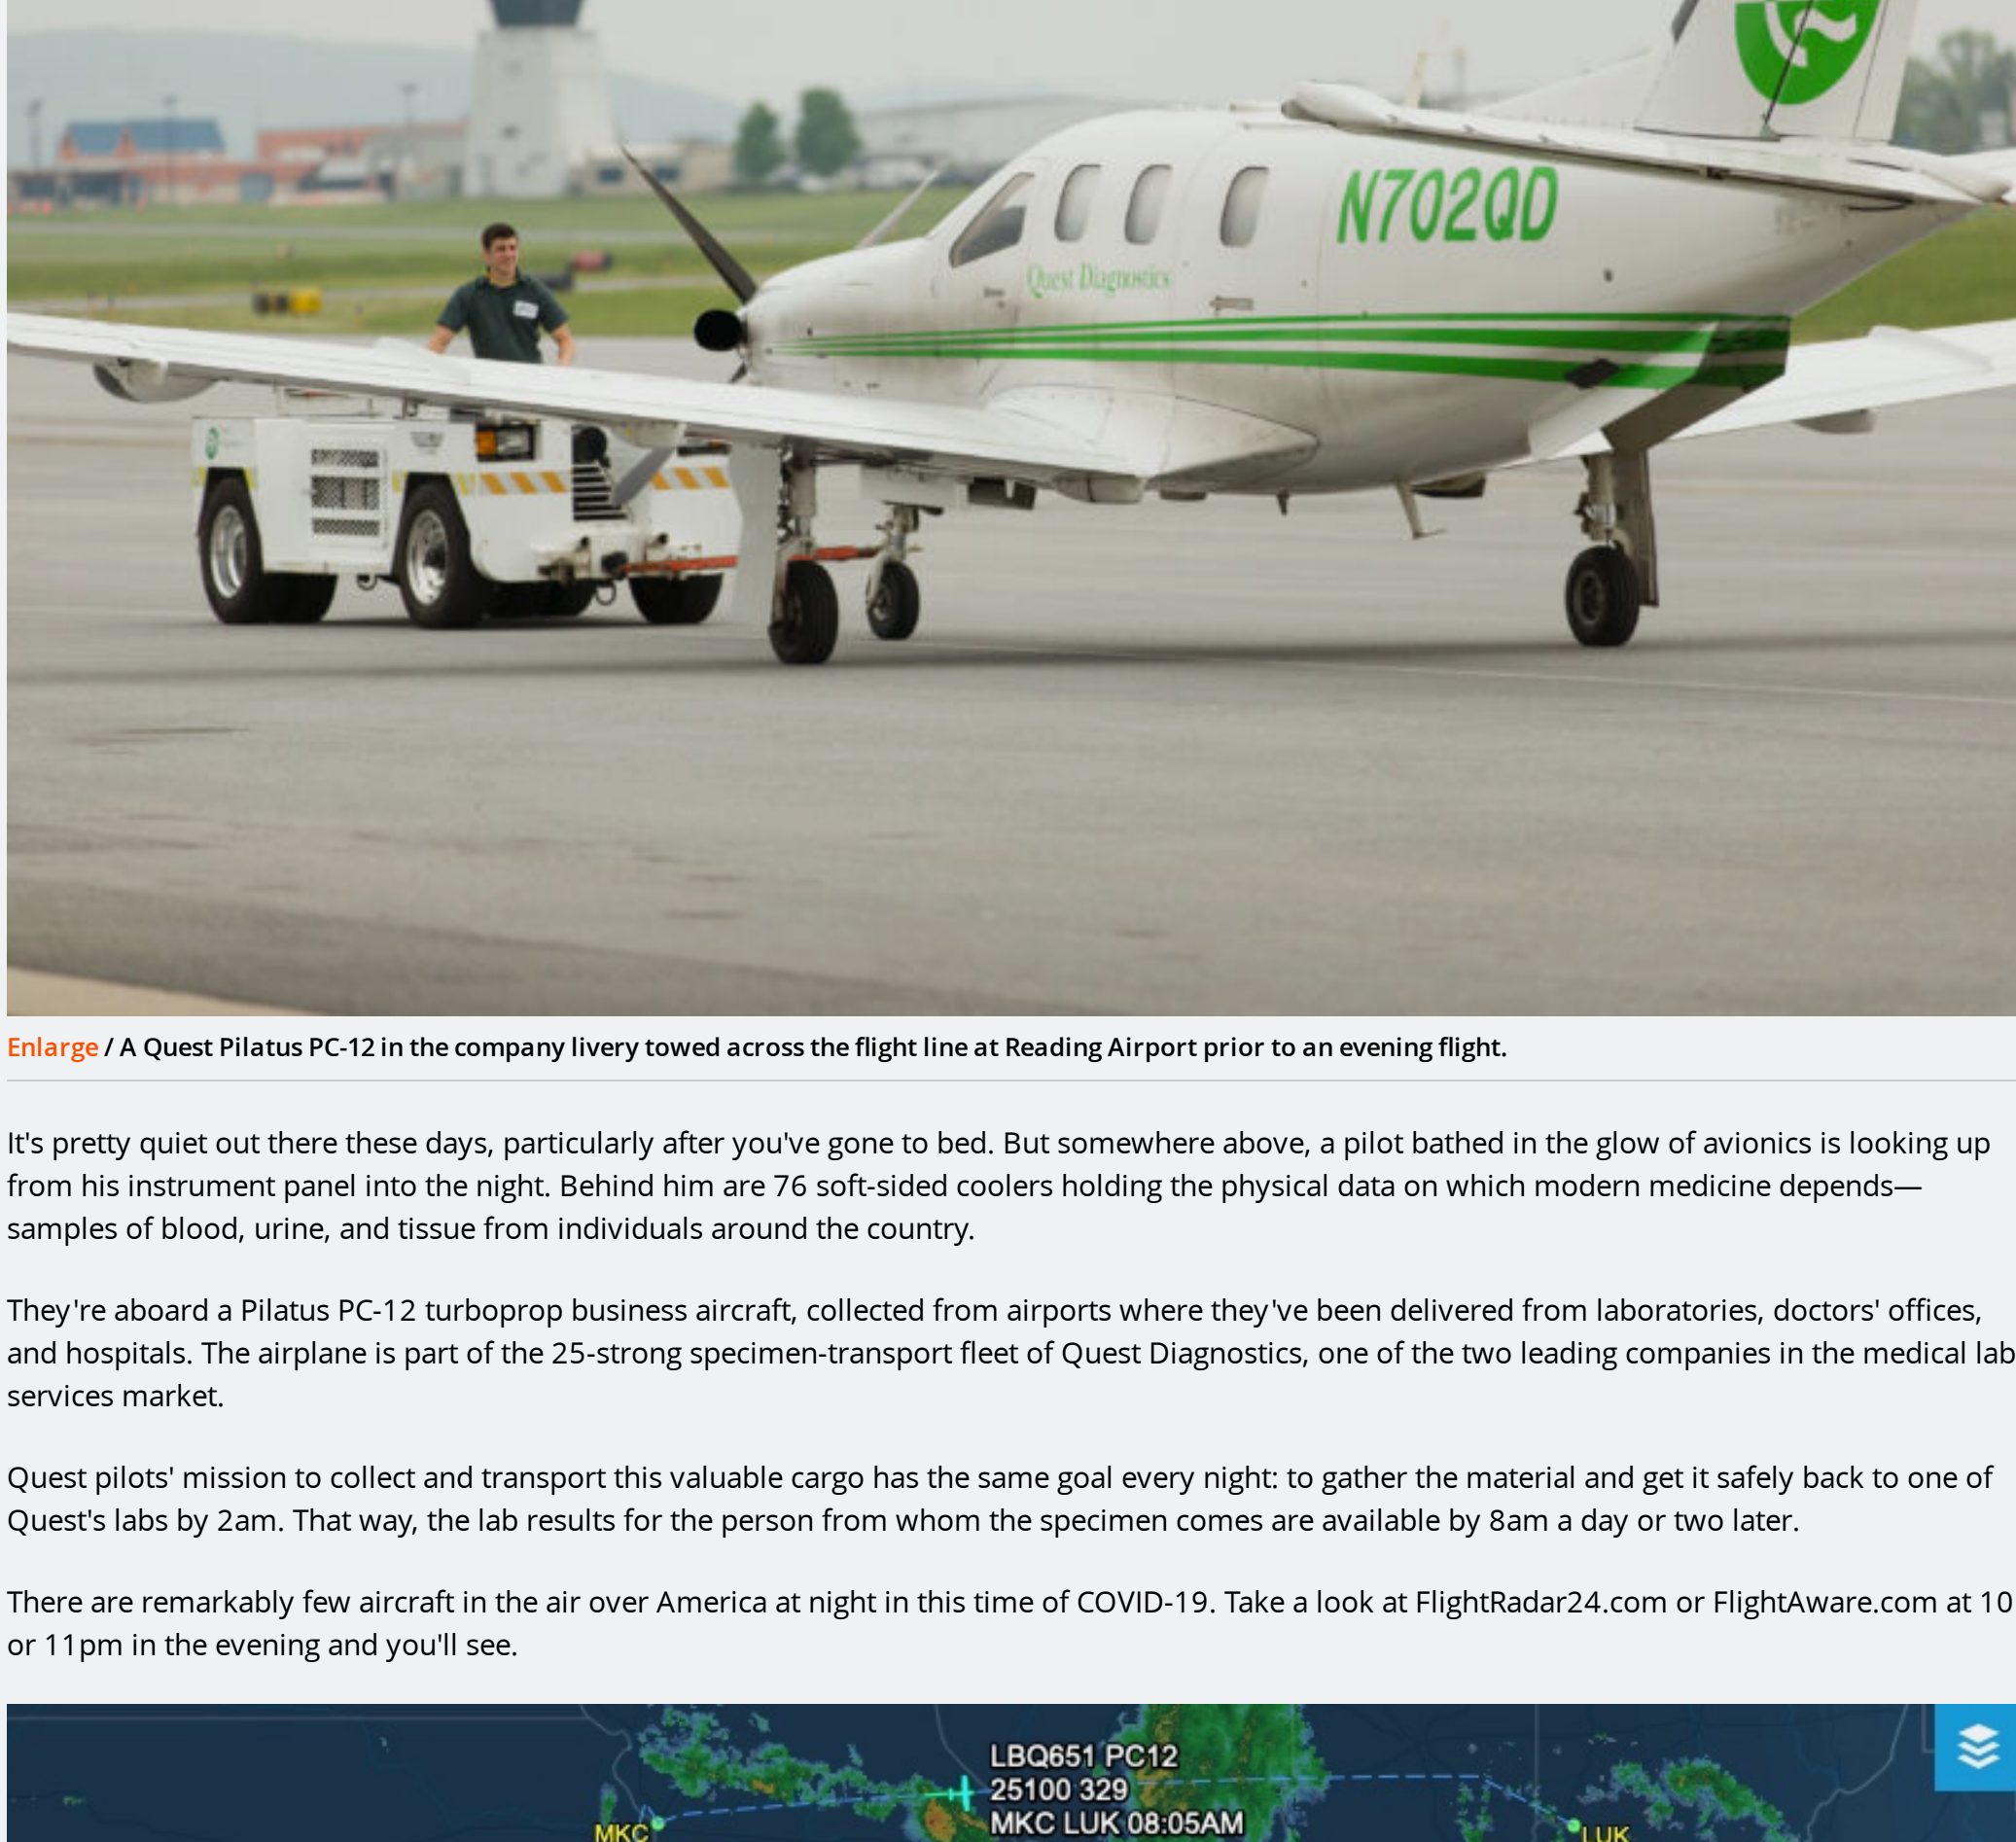 N702QD
Quest Diagnostics
Enlarge / A Quest Pilatus PC-12 in the company livery towed across the flight line at Reading Airport prior to an evening flight.
It's pretty quiet out there these days, particularly after you've gone to bed. But somewhere above, a pilot bathed in the glow of avionics is looking up
from his instrument panel into the night. Behind him are 76 soft-sided coolers holding the physical data on which modern medicine depends—
samples of blood, urine, and tissue from individuals around the country.
They're aboard a Pilatus PC-12 turboprop business aircraft, collected from airports where they've been delivered from laboratories, doctors' offices,
and hospitals. The airplane is part of the 25-strong specimen-transport fleet of Quest Diagnostics, one of the two leading companies in the medical lab
services market.
Quest pilots' mission to collect and transport this valuable cargo has the same goal every night: to gather the material and get it safely back to one of
Quest's labs by 2am. That way, the lab results for the person from whom the specimen comes are available by 8am a day or two later.
There are remarkably few aircraft in the air over America at night in this time of COVID-19. Take a look at FlightRadar24.com or FlightAware.com at 10
or 11pm in the evening and you'll see.
LBQ651 PC12
25100 329
MKC LUK 08:05AM
MKC
LUK